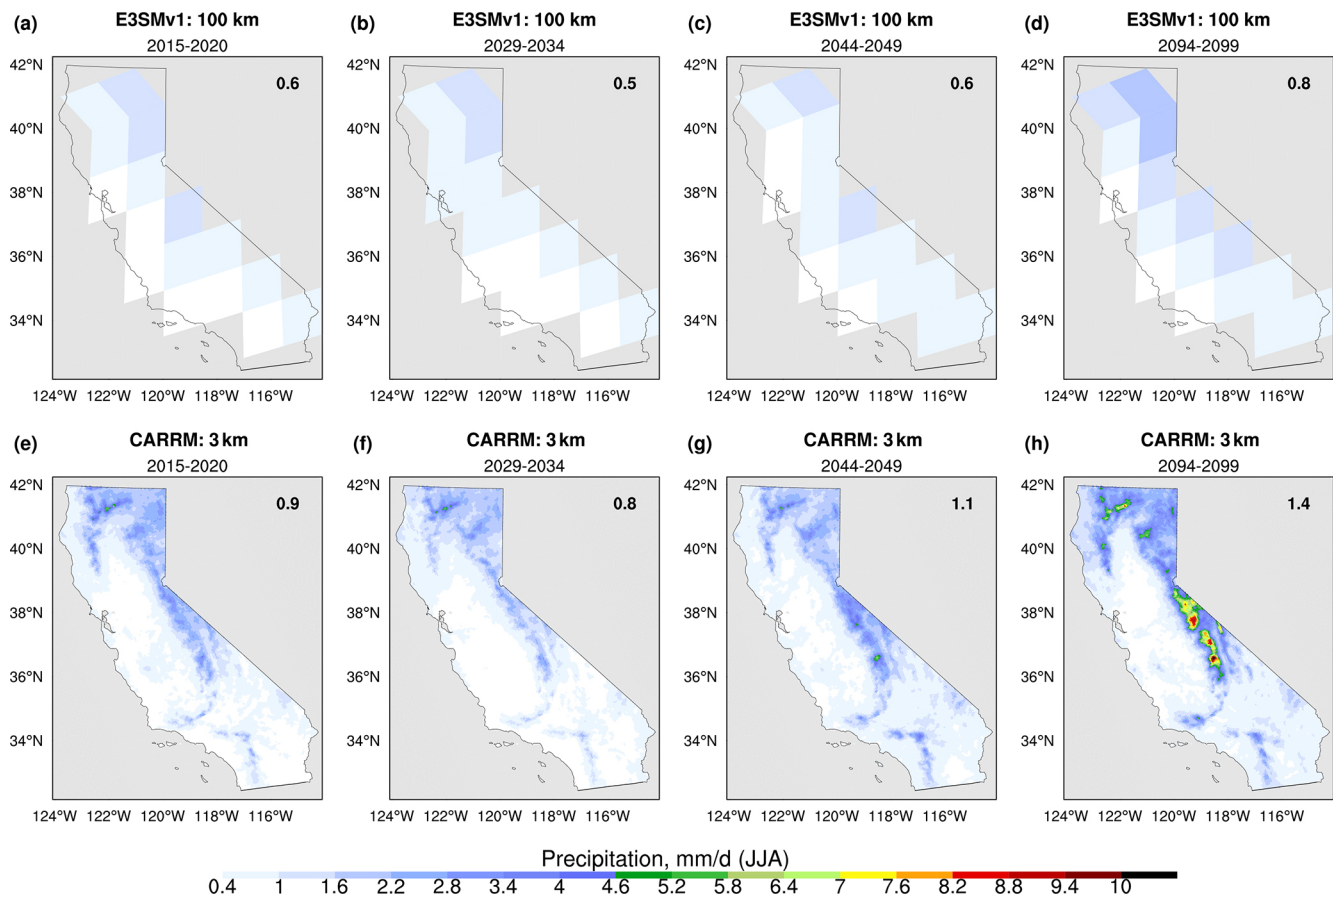 (a) E3SMv1: 100 km (b) E3SMv1: 100 km (c) E3SMv1: 100 km (d) E3SMv1: 100 km
2015-2020 2029-2034 2044-2049 2094-2099
42°N 42°N 42°N 42°N
0.6 0.5 0.6 0.8
40°N 40°N 40°N 40°N
38°N 38°N 38°N 38°N
36°N 36°N 36°N 36°N
34°N 34°N 34°N 34°N
124°W 122°W 120°W 118°W 116°W 124°W 122°W 120°W 118°W 116°W 124°W 122°W 120°W 118°W 116°W 124°W 122°W 120°W 118°W 116°W
(e) CARRM: 3 km (f) CARRM: 3 km (g) CARRM: 3 km (h) CARRM: 3 km
2015-2020 2029-2034 2044-2049 2094-2099
42°N 42°N 42°N 42°N
0.9 0.8 1.1 1.4
40°N 40°N 40°N 40°N
38°N 38°N 38°N 38°N
36°N 36°N 36°N 36°N
34°N 34°N 34°N 34°N
124°W 122°W 120°W 118°W 116°W 124°W 122°W 120°W 118°W 116°W 124°W 122°W 120°W 118°W 116°W 124°W 122°W 120°W 118°W 116°W
Precipitation, mm/d (JJA)
0.4 1 1.6 2.2 2.8 3.4 4 4.6 5.2 5.8 6.4 7 7.6 8.2 8.8 9.4 10